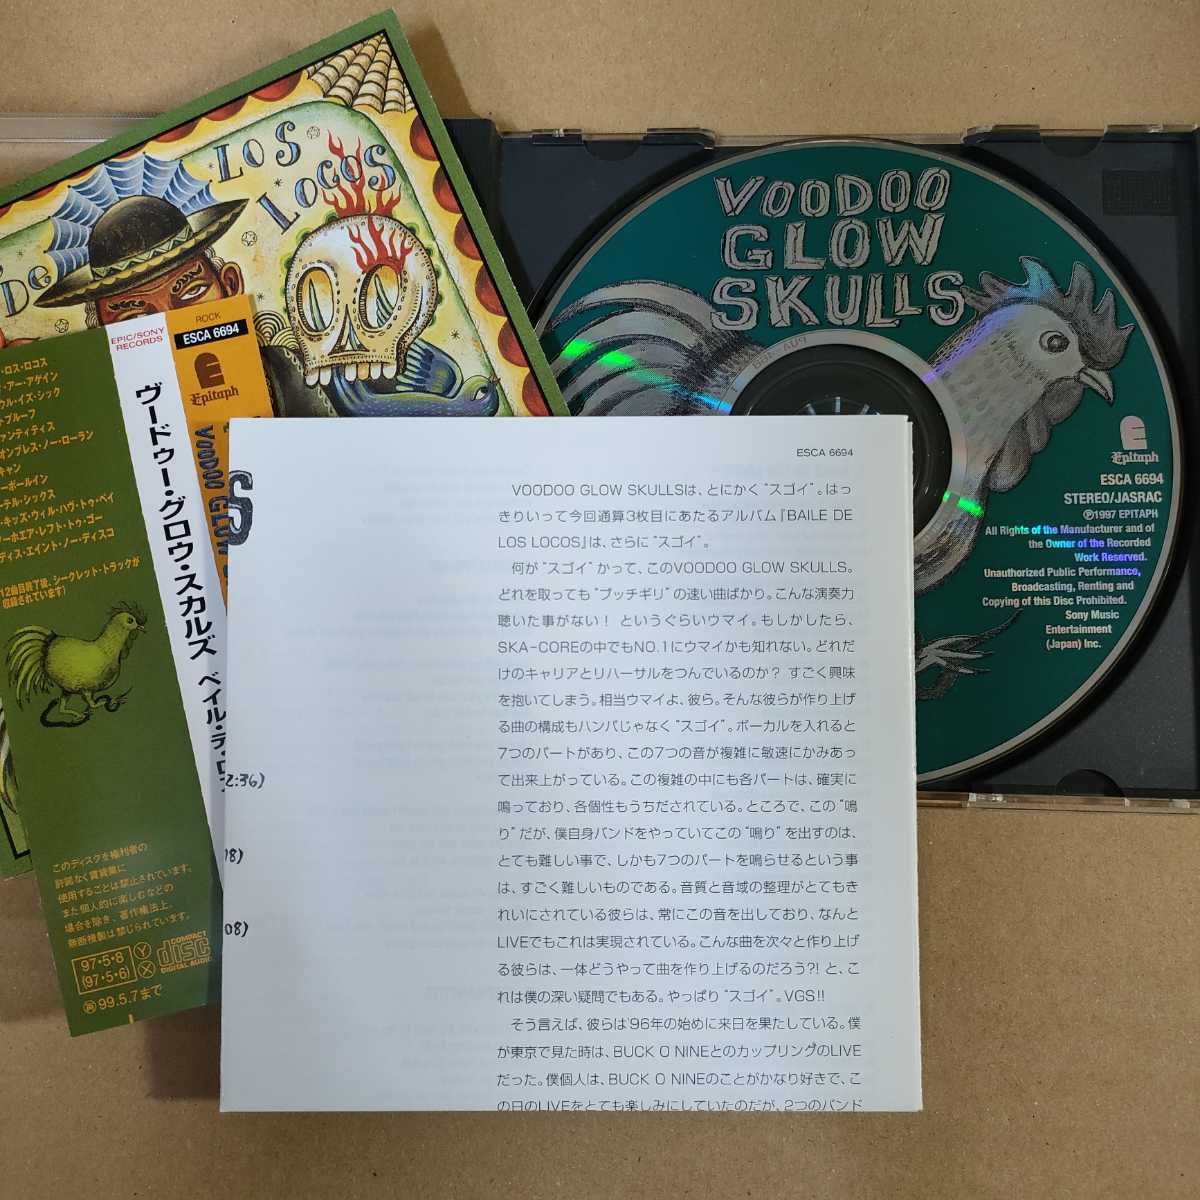 LOS
LOCOS
DE
ROCK
ESCA 6694
EPIC/SONY
RECORDS
Epitaph
VOODOO GLOW
ヴードゥー・グロウ・スカルズ ベイル・デ・ロ
・ロス・ロコス
・アー・アゲイン
ウル・イズ・シック
トプルーフ
ァンティティス
オンブレス・ノー・ローラン
キャン
ーボールイン
ーテル・シックス
・キッズ・ウィル・ハヴ・トゥ・ペイ
ノーホエア・レフト・トゥ・ゴー
ディス・エイント・ノー・ディスコ
12曲目終了後、シークレット・トラックが
収録されています)
このディスクを権利者の
許諾なく賃貸業に
使用することは禁止されています。
また個人的に楽しむなどの
場合を除き、著作権法上、
無断複製は禁じられています。
97・5・8
(97・5・6)
Y
X
再 99.5.7まで
COMPACT
disc
DIGITAL AUDIO
VOODOO
GLOW
SKULLS
Epitaph
ESCA 6694
STEREO/JASRAC
Ⓟ1997 EPITAPH
All Rights of the Manufacturer and of
the Owner of the Recorded
Work Reserved.
Unauthorized Public Performance,
Broadcasting, Renting and
Copying of this Disc Prohibited.
Sony Music
Entertainment
(Japan) Inc.
S
2:36)
08)
ESCA 6694
VOODOO GLOW SKULLSは、とにかく“スゴイ”。はっ
きりいって今回通算3枚目にあたるアルバム『BAILE DE
LOS LOCOS』は、さらに“スゴイ”。
何が“スゴイ”かって、このVOODOO GLOW SKULLS。
どれを取っても“ブッチギリ”の速い曲ばかり。こんな演奏力
聴いた事がない! というぐらいウマイ。もしかしたら、
SKA-COREの中でもNO.1にウマイかも知れない。どれだ
けのキャリアとリハーサルをつんでいるのか? すごく興味
を抱いてしまう。相当ウマイよ、彼ら。そんな彼らが作り上げ
る曲の構成もハンパじゃなく“スゴイ”。ボーカルを入れると
7つのパートがあり、この7つの音が複雑に敏速にかみあっ
て出来上がっている。この複雑の中にも各パートは、確実に
鳴っており、各個性もうちだされている。ところで、この“鳴
り”だが、僕自身バンドをやっていてこの“鳴り”を出すのは、
とても難しい事で、しかも7つのパートを鳴らせるという事
は、すごく難しいものである。音質と音域の整理がとてもき
れいにされている彼らは、常にこの音を出しており、なんと
LIVEでもこれは実現されている。こんな曲を次々と作り上げ
る彼らは、一体どうやって曲を作り上げるのだろう?! と、こ
れは僕の深い疑問でもある。やっぱり“スゴイ”。VGS!!
そう言えば、彼らは'96年の始めに来日を果たしている。僕
が東京で見た時は、BUCK O NINEとのカップリングのLIVE
だった。僕個人は、BUCK O NINEのことがかなり好きで、こ
の日のLIVEをとても楽しみにしていたのだが、2つのバンド